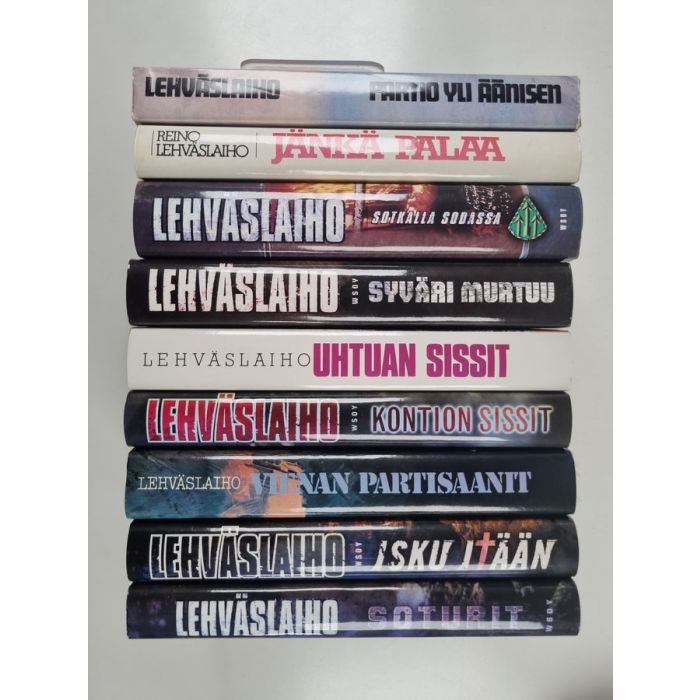 LEHVÄSLAIHO PARTIO YLI ÄÄNISEN
REINO
LEHVÄSLAIHO JÄNKÄ PALAA
LEHVÄSLAIHO SOTKALLA SODASSA WSOY
LEHVÄSLAIHO WSOY SYVÄRI MURTUU
LEHVÄSLAIHO UHTUAN SISSIT
LEHVÄSLAIHO WSOY KONTION SISSIT
LEHVÄSLAIHO VIENAN PARTISAANIT
LEHVÄSLAIHO WSOY ISKU ITÄÄN
LEHVÄSLAIHO SOTURIT WSOY